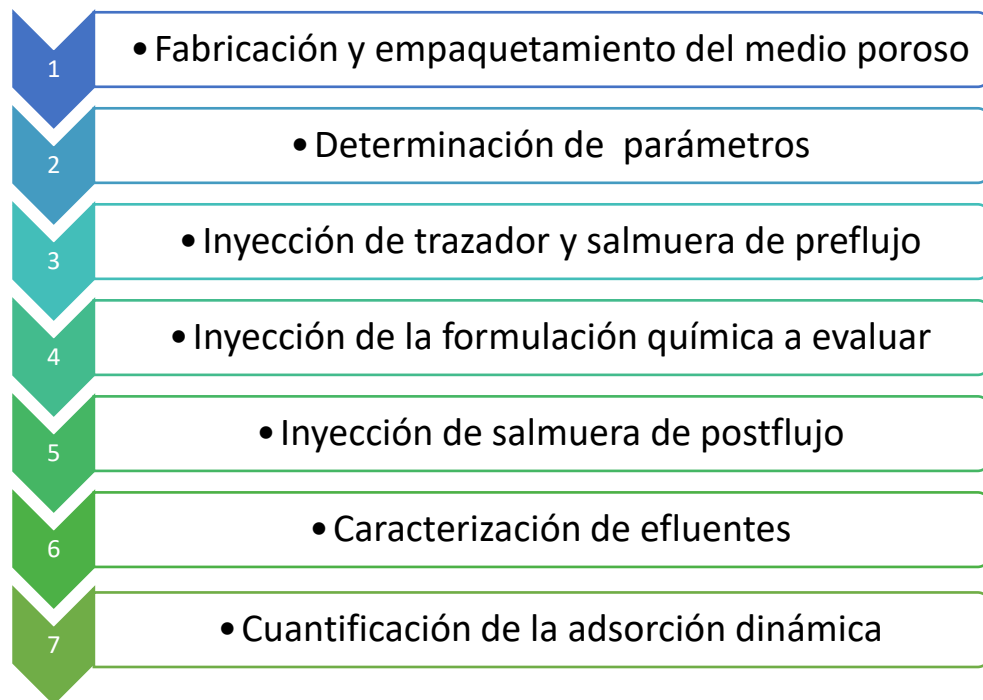 1 • Fabricación y empaquetamiento del medio poroso
2 • Determinación de  parámetros
3 • Inyección de trazador y salmuera de preflujo
4 • Inyección de la formulación química a evaluar
5 • Inyección de salmuera de postflujo
6 • Caracterización de efluentes
7 • Cuantificación de la adsorción dinámica